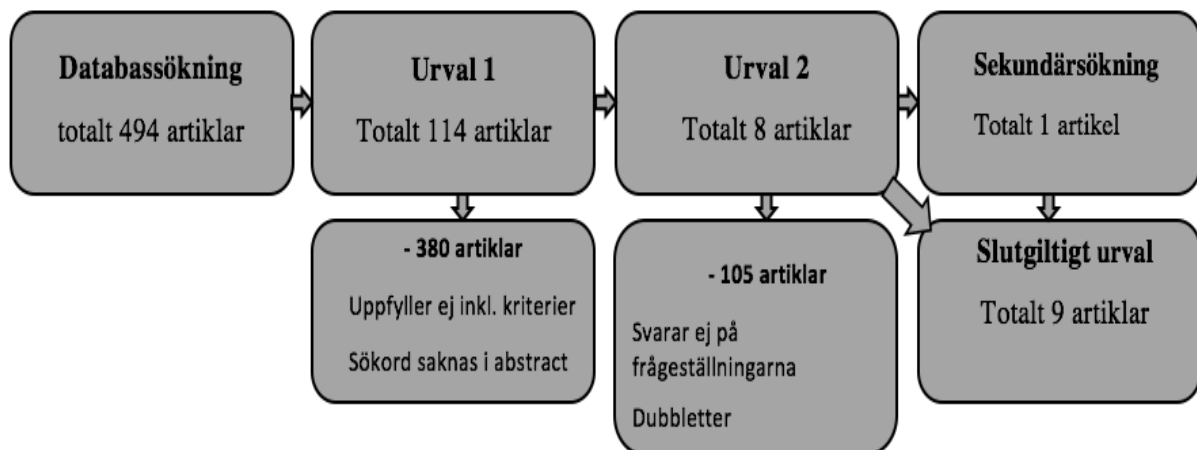 Databassökning
totalt 494 artiklar
Urval 1
Totalt 114 artiklar
Urval 2
Totalt 8 artiklar
Sekundärsökning
Totalt 1 artikel
- 380 artiklar
Uppfyller ej inkl. kriterier
Sökord saknas i abstract
- 105 artiklar
Svarar ej på
frågeställningarna
Dubbletter
Slutgiltigt urval
Totalt 9 artiklar